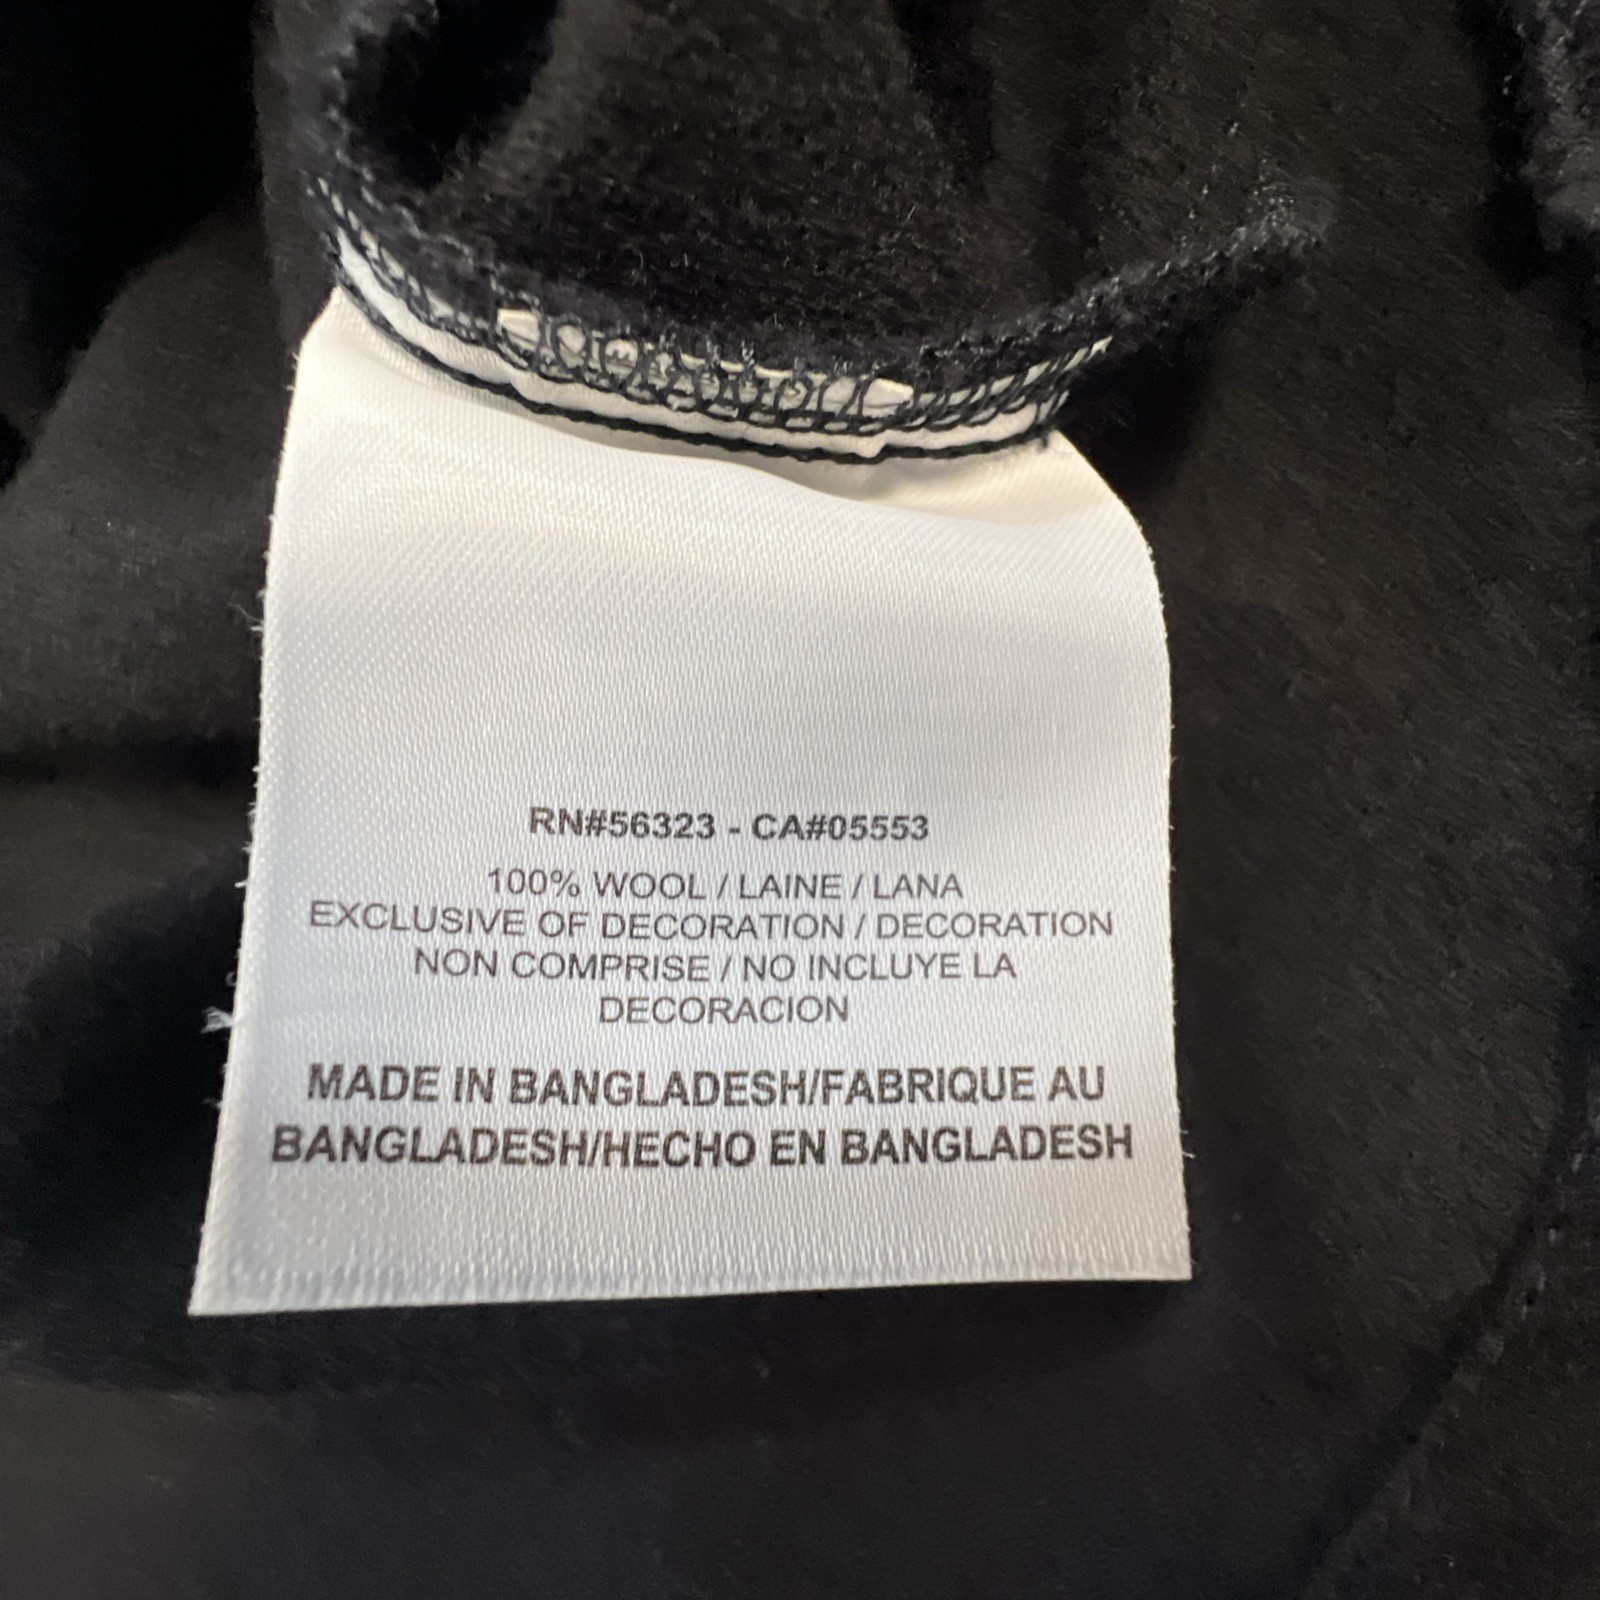 RN#56323 - CA#05553
100% WOOL / LAINE / LANA
EXCLUSIVE OF DECORATION / DECORATION
NON COMPRISE / NO INCLUYE LA
DECORACION
MADE IN BANGLADESH/FABRIQUE AU
BANGLADESH/HECHO EN BANGLADESH